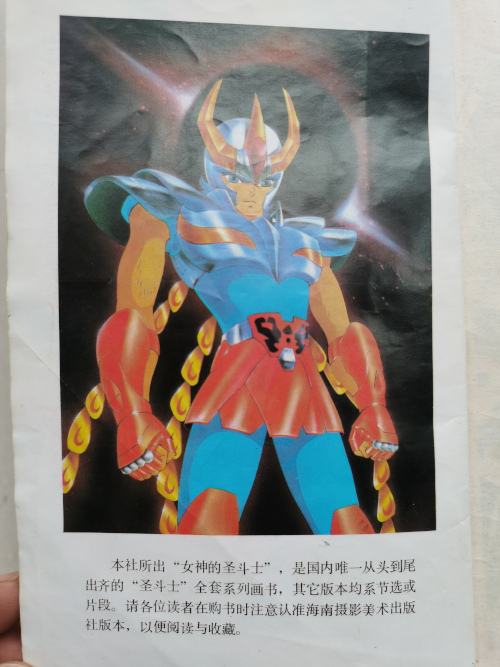 本社所出“女神的圣斗士”，是国内唯一从头到尾
出齐的“圣斗士”全套系列画书，其它版本均系节选或
片段。请各位读者在购书时注意认准海南摄影美术出版
社版本，以便阅读与收藏。